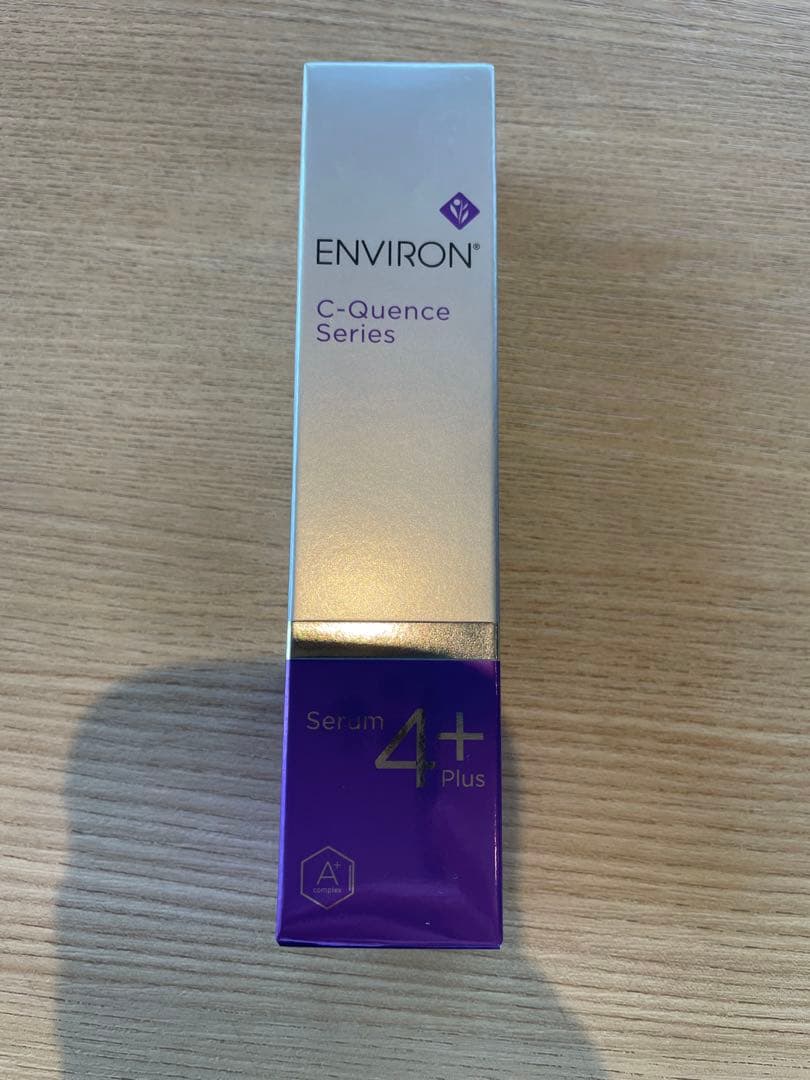 ENVIRON®
C-Quence
Series
Serum 4+
Plus
A+
complex